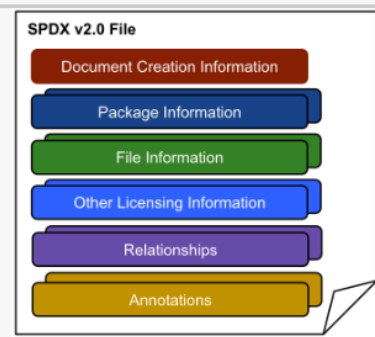 SPDX v2.0 File
Document Creation Information
Package Information
File Information
Other Licensing Information
Relationships
Annotations